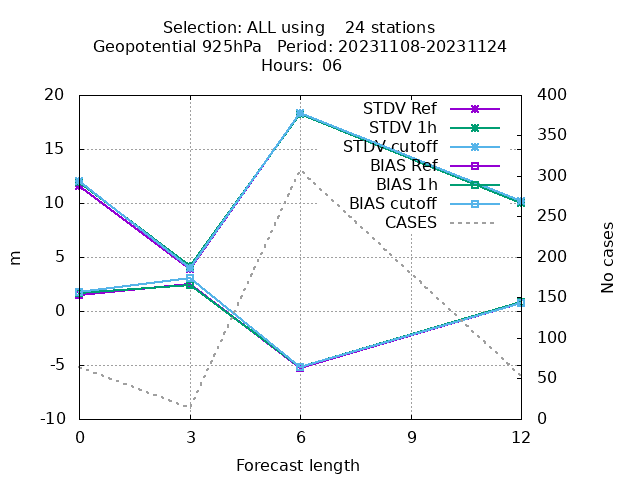 Selection: ALL using    24 stations
Geopotential 925hPa   Period: 20231108-20231124
Hours: 06
STDV Ref
STDV 1h
STDV cutoff
BIAS Ref
BIAS 1h
BIAS cutoff
CASES
20
15
10
5
0
-5
-10
m
400
350
300
250
200
150
100
50
0
No cases
0 3 6 9 12
Forecast length